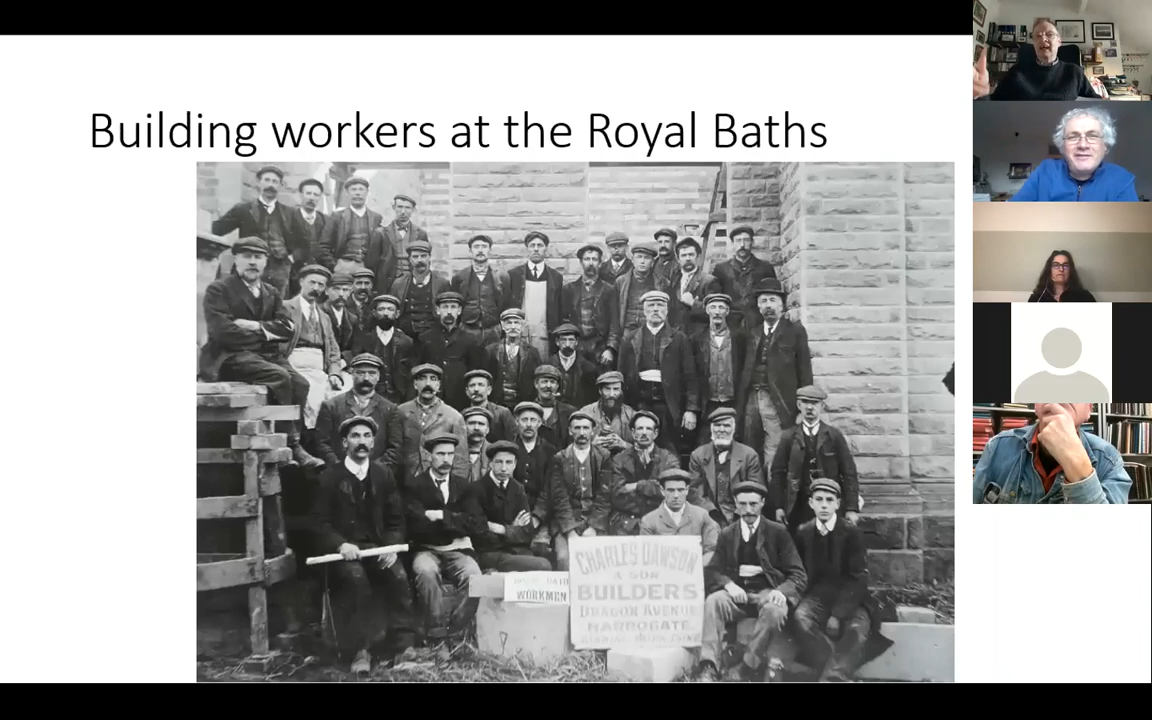 Building workers at the Royal Baths
WORKMEN
CHARLES DAWSON
& SON
BUILDERS
DRAGON AVENUE
HARROGATE